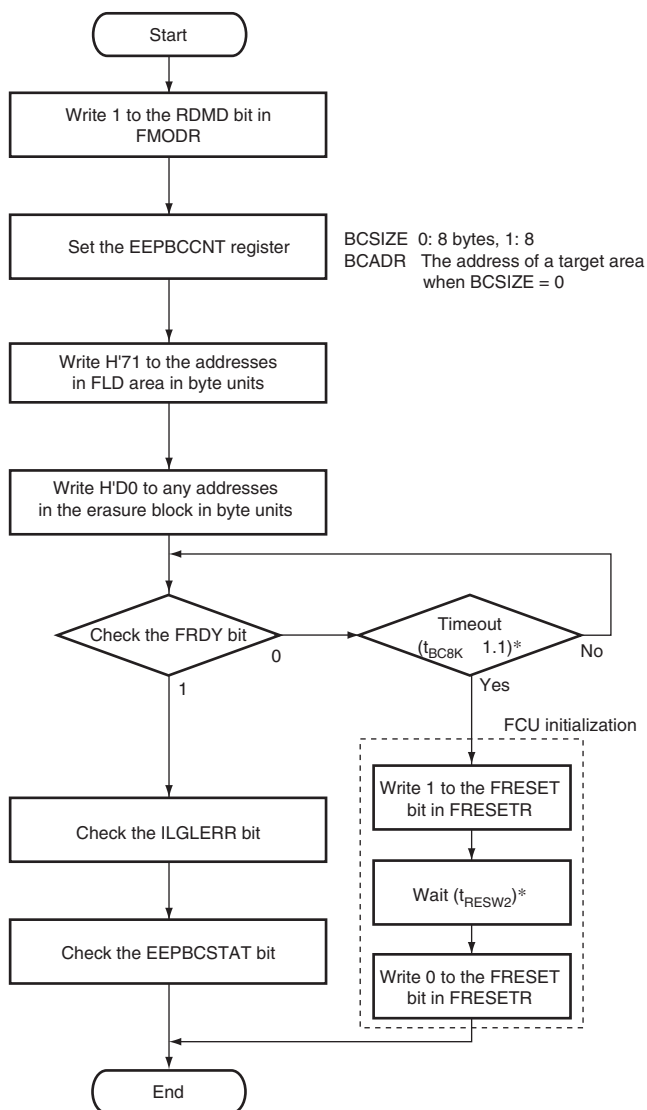 Start
Write 1 to the RDMD bit in
FMODR
Set the EEPBCCNT register
BCSIZE 0: 8 bytes, 1: 8
BCADR The address of a target area
when BCSIZE = 0
Write H'71 to the addresses
in FLD area in byte units
Write H'D0 to any addresses
in the erasure block in byte units
Check the FRDY bit
0
1
Timeout
(tBC8K 1.1)*
No
Yes
FCU initialization
Write 1 to the FRESET
bit in FRESETR
Wait (tRESW2)*
Write 0 to the FRESET
bit in FRESETR
Check the ILGLERR bit
Check the EEPBCSTAT bit
End